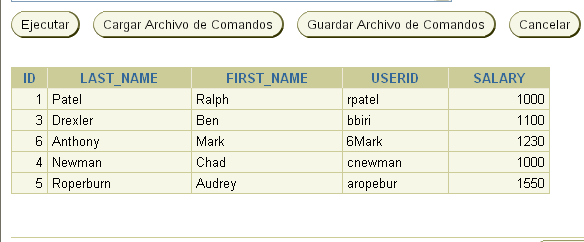 Ejecutar Cargar Archivo de Comandos Guardar Archivo de Comandos Cancelar
ID LAST_NAME FIRST_NAME USERID SALARY
1 Patel Ralph rpatel 1000
3 Drexler Ben bbiri 1100
6 Anthony Mark 6Mark 1230
4 Newman Chad cnewman 1000
5 Roperburn Audrey aropebur 1550